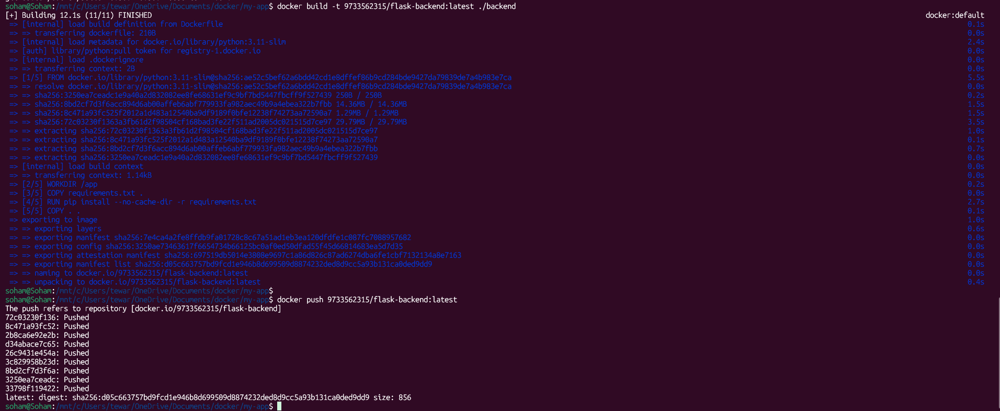 soham@Soham:/mnt/c/Users/tewar/OneDrive/Documents/docker/my-app$ docker build -t 9733562315/flask-backend:latest ./backend
[+] Building 12.1s (11/11) FINISHED docker:default
=> [internal] load build definition from Dockerfile 0.1s
=> => transferring dockerfile: 210B 0.0s
=> [internal] load metadata for docker.io/library/python:3.11-slim 2.4s
=> [auth] library/python:pull token for registry-1.docker.io 0.0s
=> [internal] load .dockerignore 0.0s
=> => transferring context: 2B 0.0s
=> [1/5] FROM docker.io/library/python:3.11-slim@sha256:ae52c5bef62a6bdd42cd1e8dffef86b9cd284bde9427da79839de7a4b983e7ca 5.5s
=> => resolve docker.io/library/python:3.11-slim@sha256:ae52c5bef62a6bdd42cd1e8dffef86b9cd284bde9427da79839de7a4b983e7ca 0.0s
=> => sha256:3250ea7ceadc1e9a40a2d832082ee8fe68631ef9c9bf7bd5447fbcff9f527439 250B / 250B 0.2s
=> => sha256:8bd2cf7d3f6acc894d6ab00affeb6abf779933fa982aec49b9a4ebea322b7fbb 14.36MB / 14.36MB 1.5s
=> => sha256:8c471a93fc525f2012a1d483a12540ba9df9189f0bfe12238f74273aa72590a7 1.29MB / 1.29MB 1.5s
=> => sha256:72c03230f1363a3fb61d2f98504cf168bad3fe22f511ad2005dc021515d7ce97 29.79MB / 29.79MB 3.5s
=> => extracting sha256:72c03230f1363a3fb61d2f98504cf168bad3fe22f511ad2005dc021515d7ce97 1.0s
=> => extracting sha256:8c471a93fc525f2012a1d483a12540ba9df9189f0bfe12238f74273aa72590a7 0.1s
=> => extracting sha256:8bd2cf7d3f6acc894d6ab00affeb6abf779933fa982aec49b9a4ebea322b7fbb 0.7s
=> => extracting sha256:3250ea7ceadc1e9a40a2d832082ee8fe68631ef9c9bf7bd5447fbcff9f527439 0.0s
=> [internal] load build context 0.0s
=> => transferring context: 1.14kB 0.0s
=> [2/5] WORKDIR /app 0.2s
=> [3/5] COPY requirements.txt . 0.0s
=> [4/5] RUN pip install --no-cache-dir -r requirements.txt 2.7s
=> [5/5] COPY . . 0.1s
=> exporting to image 1.0s
=> => exporting layers 0.6s
=> => exporting manifest sha256:7e4ca4a2fe8ffdb9fa01728c8c67a51ad1eb3ea120dfdfe1c087fc7088957682 0.0s
=> => exporting config sha256:3250ae73463617f6654734b66125bc0af0ed50dfad55f45d66814683ea5d7d35 0.0s
=> => exporting attestation manifest sha256:697519db5014e3808e9697c1a86d826c87ad6274dba6fe1cbf7132134a8e7163 0.0s
=> => exporting manifest list sha256:d05c663757bd9fcd1e946b8d699509d8874232ded8d9cc5a93b131ca0ded9dd9 0.0s
=> => naming to docker.io/9733562315/flask-backend:latest 0.0s
=> => unpacking to docker.io/9733562315/flask-backend:latest 0.4s
soham@Soham:/mnt/c/Users/tewar/OneDrive/Documents/docker/my-app$
soham@Soham:/mnt/c/Users/tewar/OneDrive/Documents/docker/my-app$ docker push 9733562315/flask-backend:latest
The push refers to repository [docker.io/9733562315/flask-backend]
72c03230f136: Pushed
8c471a93fc52: Pushed
2b8ca6e92e2b: Pushed
d34abace7c65: Pushed
26c9431e454a: Pushed
3c829958b23d: Pushed
8bd2cf7d3f6a: Pushed
3250ea7ceadc: Pushed
33798f119422: Pushed
latest: digest: sha256:d05c663757bd9fcd1e946b8d699509d8874232ded8d9cc5a93b131ca0ded9dd9 size: 856
soham@Soham:/mnt/c/Users/tewar/OneDrive/Documents/docker/my-app$